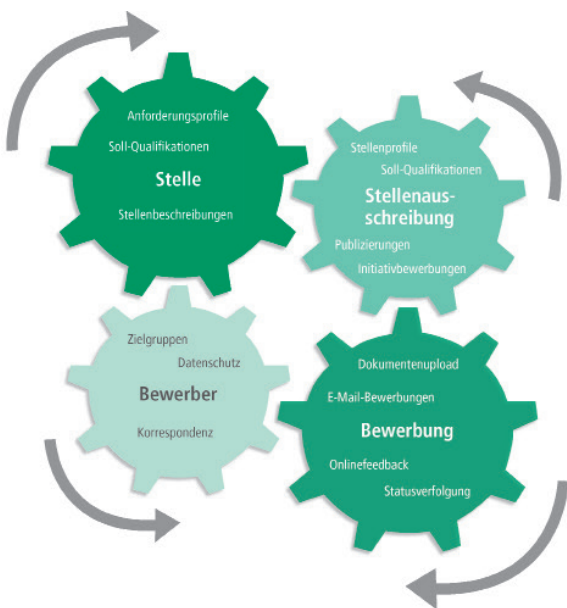 Anforderungsprofile
Soll-Qualifikationen
Stelle
Stellenbeschreibungen
Stellenprofile
Soll-Qualifikationen
Stellenaus-
schreibung
Publizierungen
Initiativbewerbungen
Zielgruppen
Datenschutz
Bewerber
Korrespondenz
Dokumentenupload
E-Mail-Bewerbungen
Bewerbung
Onlinefeedback
Statusverfolgung